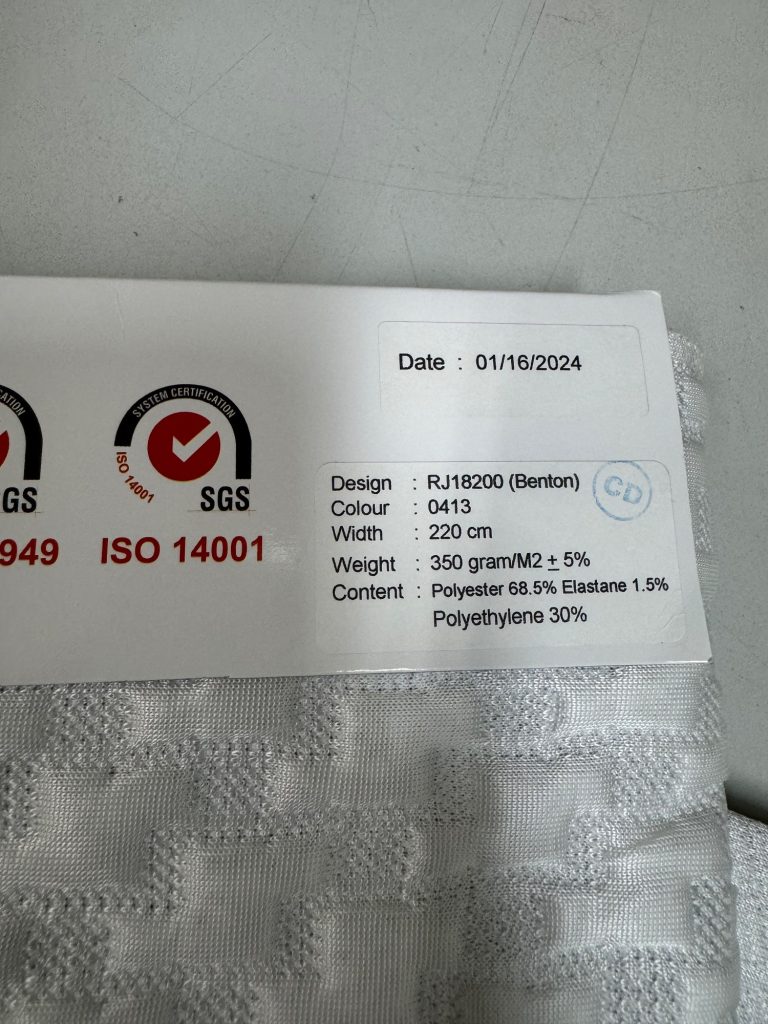 Date : 01/16/2024
ATION
GS
949
SYSTEM CERTIFICATION
ISO 14001
SGS
ISO 14001
Design : RJ18200 (Benton)
CD
Colour : 0413
Width : 220 cm
Weight : 350 gram/M2 ± 5%
Content : Polyester 68.5% Elastane 1.5%
Polyethylene 30%